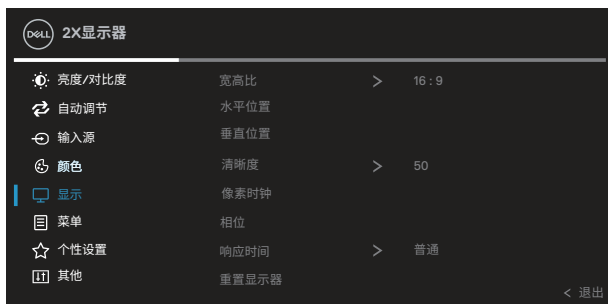 DELL 2X显示器
亮度/对比度 宽高比 > 16:9
自动调节 水平位置
输入源 垂直位置
颜色 清晰度 > 50
显示 像素时钟
菜单 相位
个性设置 响应时间 > 普通
其他 重置显示器
< 退出